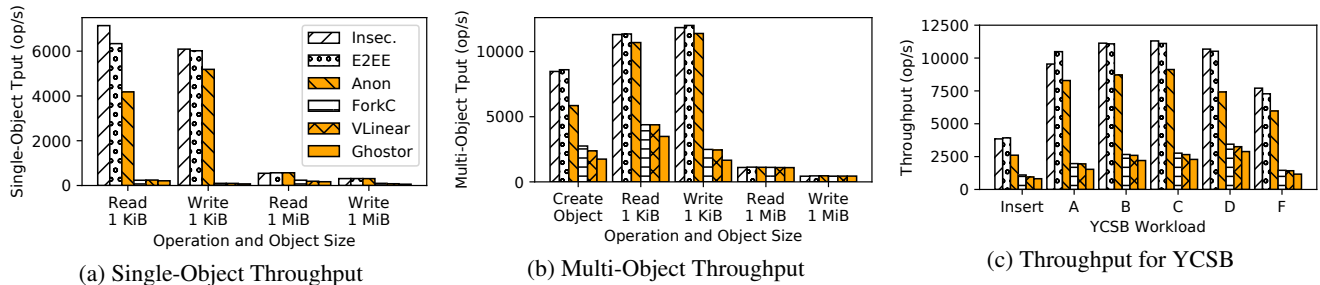 Single-Object Tput (op/s)
6000
4000
2000
0
Insec.
E2EE
Anon
ForkC
VLinear
Ghostor
Read
1 KiB
Write
1 KiB
Read
1 MiB
Write
1 MiB
Operation and Object Size
(a) Single-Object Throughput
Multi-Object Tput (op/s)
10000
5000
0
Create
Object
Read
1 KiB
Write
1 KiB
Read
1 MiB
Write
1 MiB
Operation and Object Size
(b) Multi-Object Throughput
Throughput (op/s)
12500
10000
7500
5000
2500
0
Insert
A
B
C
D
F
YCSB Workload
(c) Throughput for YCSB